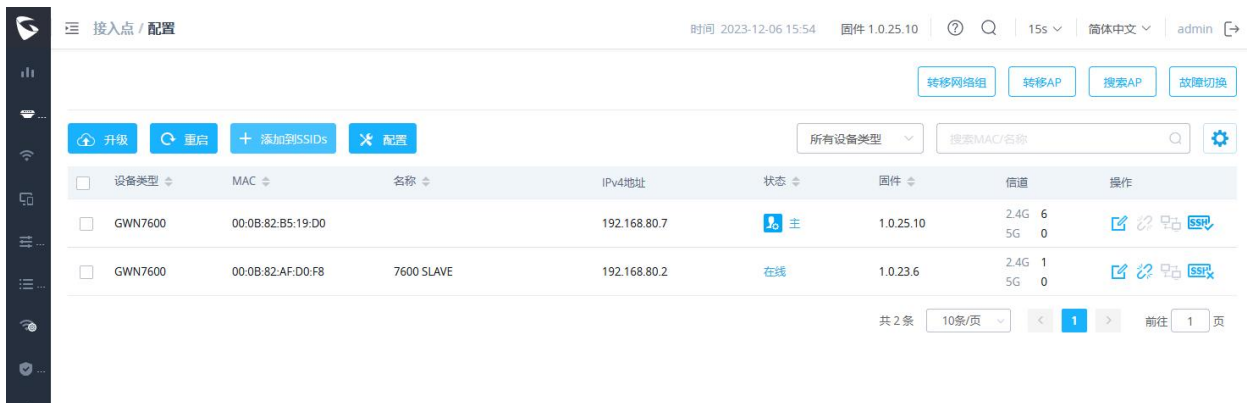 接入点 / 配置 时间 2023-12-06 15:54 固件 1.0.25.10 15s 简体中文 admin
转移网络组 转移AP 搜索AP 故障切换
升级 重启 + 添加到SSIDs 配置 所有设备类型 搜索MAC/名称
设备类型 MAC 名称 IPv4地址 状态 固件 信道 操作
GWN7600 00:0B:82:B5:19:D0 192.168.80.7 主 1.0.25.10 2.4G 6 SSH
5G 0
GWN7600 00:0B:82:AF:D0:F8 7600 SLAVE 192.168.80.2 在线 1.0.23.6 2.4G 1 SSH
5G 0
共 2 条 10条/页 < 1 > 前往 1 页